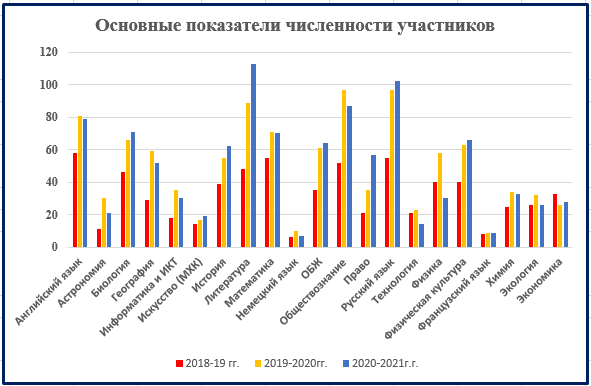 Основные показатели численности участников
120
100
80
60
40
20
0
Английский язык
Астрономия
Биология
География
Информатика и ИКТ
Искусство (МХК)
История
Литература
Математика
Немецкий язык
ОБЖ
Обществознание
Право
Русский язык
Технология
Физика
Физическая культура
Французский язык
Химия
Экология
Экономика
2018-19 гг.
2019-2020гг.
2020-2021г.г.